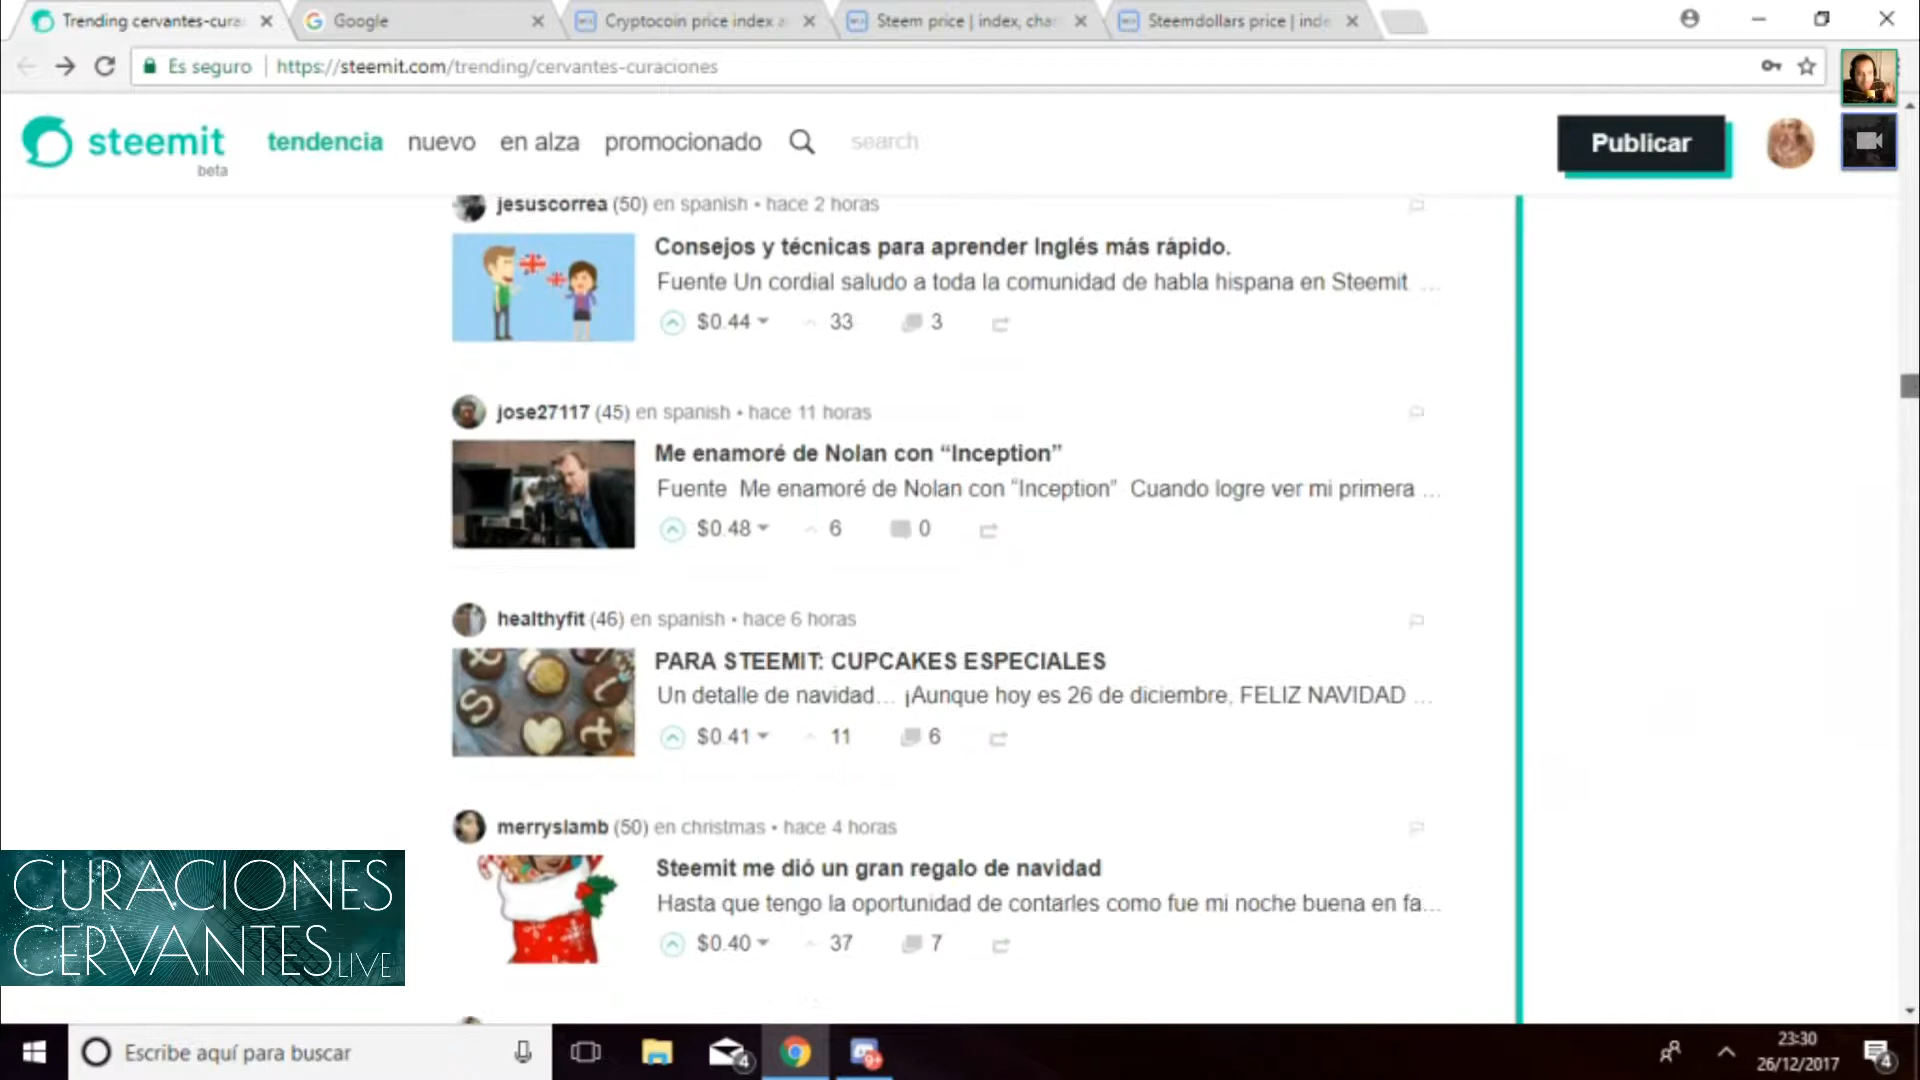 Trending cervantes-cura
Google
Cryptocoin price index a
Steem price | index, cha
Steemdollars price | inde
Es seguro
https://steemit.com/trending/cervantes-curaciones
steemit
beta
tendencia
nuevo
en alza
promocionado
search
Publicar
jesuscorrea (50) en spanish • hace 2 horas
Consejos y técnicas para aprender Inglés más rápido.
Fuente Un cordial saludo a toda la comunidad de habla hispana en Steemit ...
$0.44 33 3
jose27117 (45) en spanish • hace 11 horas
Me enamoré de Nolan con “Inception”
Fuente Me enamoré de Nolan con “Inception” Cuando logre ver mi primera ...
$0.48 6 0
healthyfit (46) en spanish • hace 6 horas
PARA STEEMIT: CUPCAKES ESPECIALES
Un detalle de navidad... ¡Aunque hoy es 26 de diciembre, FELIZ NAVIDAD ...
$0.41 11 6
merryslamb (50) en christmas • hace 4 horas
Steemit me dió un gran regalo de navidad
Hasta que tengo la oportunidad de contarles como fue mi noche buena en fa...
$0.40 37 7
CURACIONES
CERVANTES LIVE
Escribe aquí para buscar
4
9+
23:30
26/12/2017
4